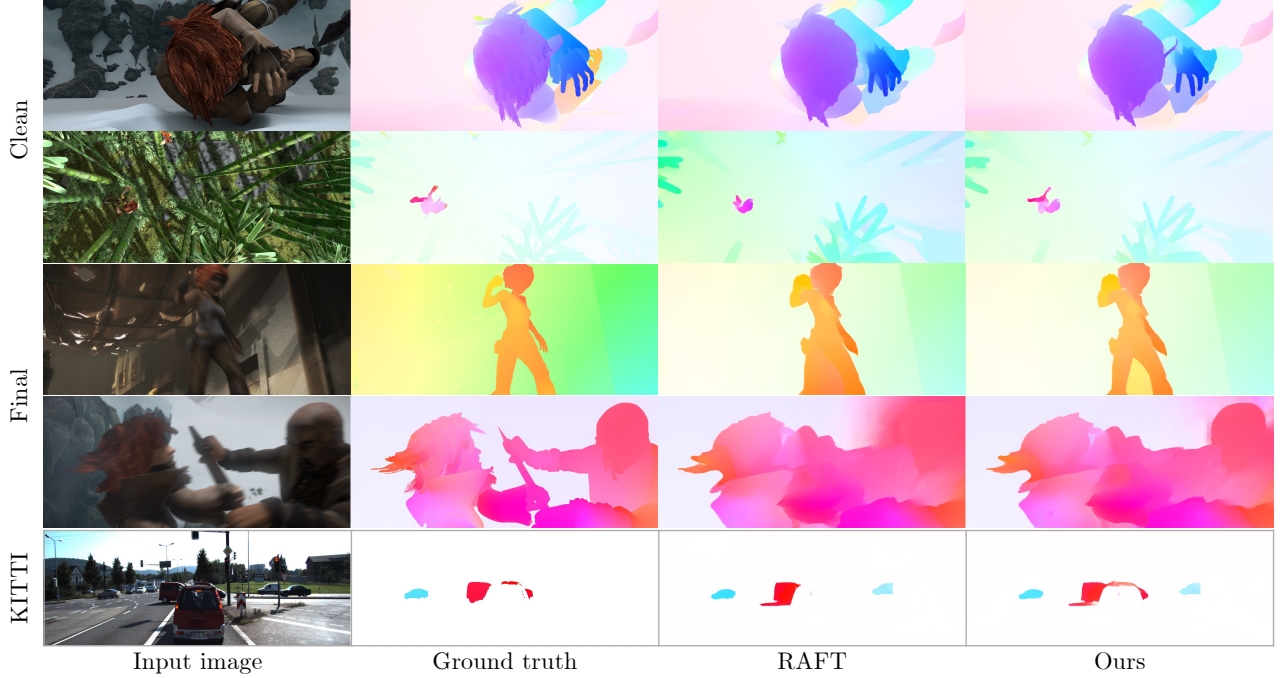 Clean
Final
KITTI
Input image
Ground truth
RAFT
Ours